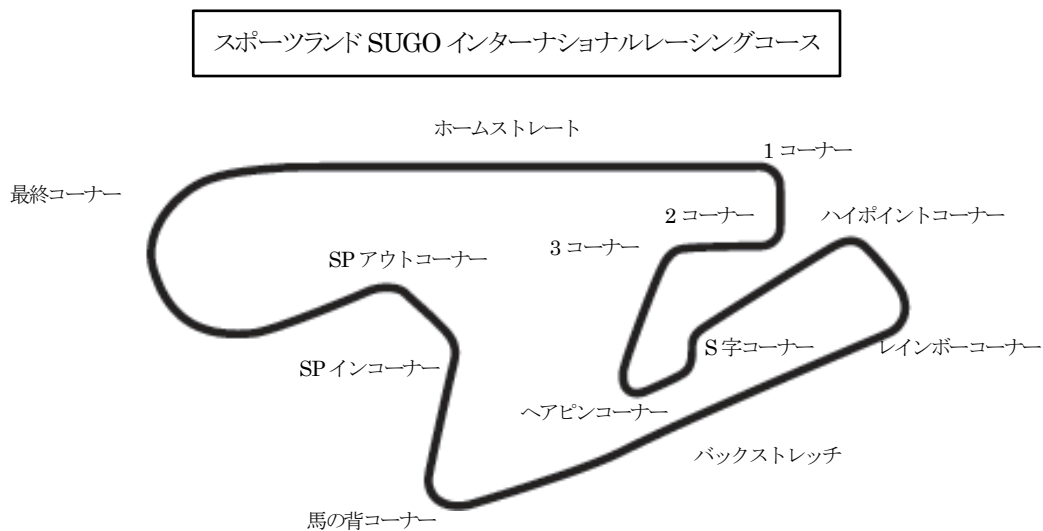 スポーツランド SUGO インターナショナルレーシングコース
ホームストレート
1 コーナー
最終コーナー
2 コーナー
ハイポイントコーナー
3 コーナー
SP アウトコーナー
S 字コーナー
レインボーコーナー
SP インコーナー
ヘアピンコーナー
バックストレッチ
馬の背コーナー